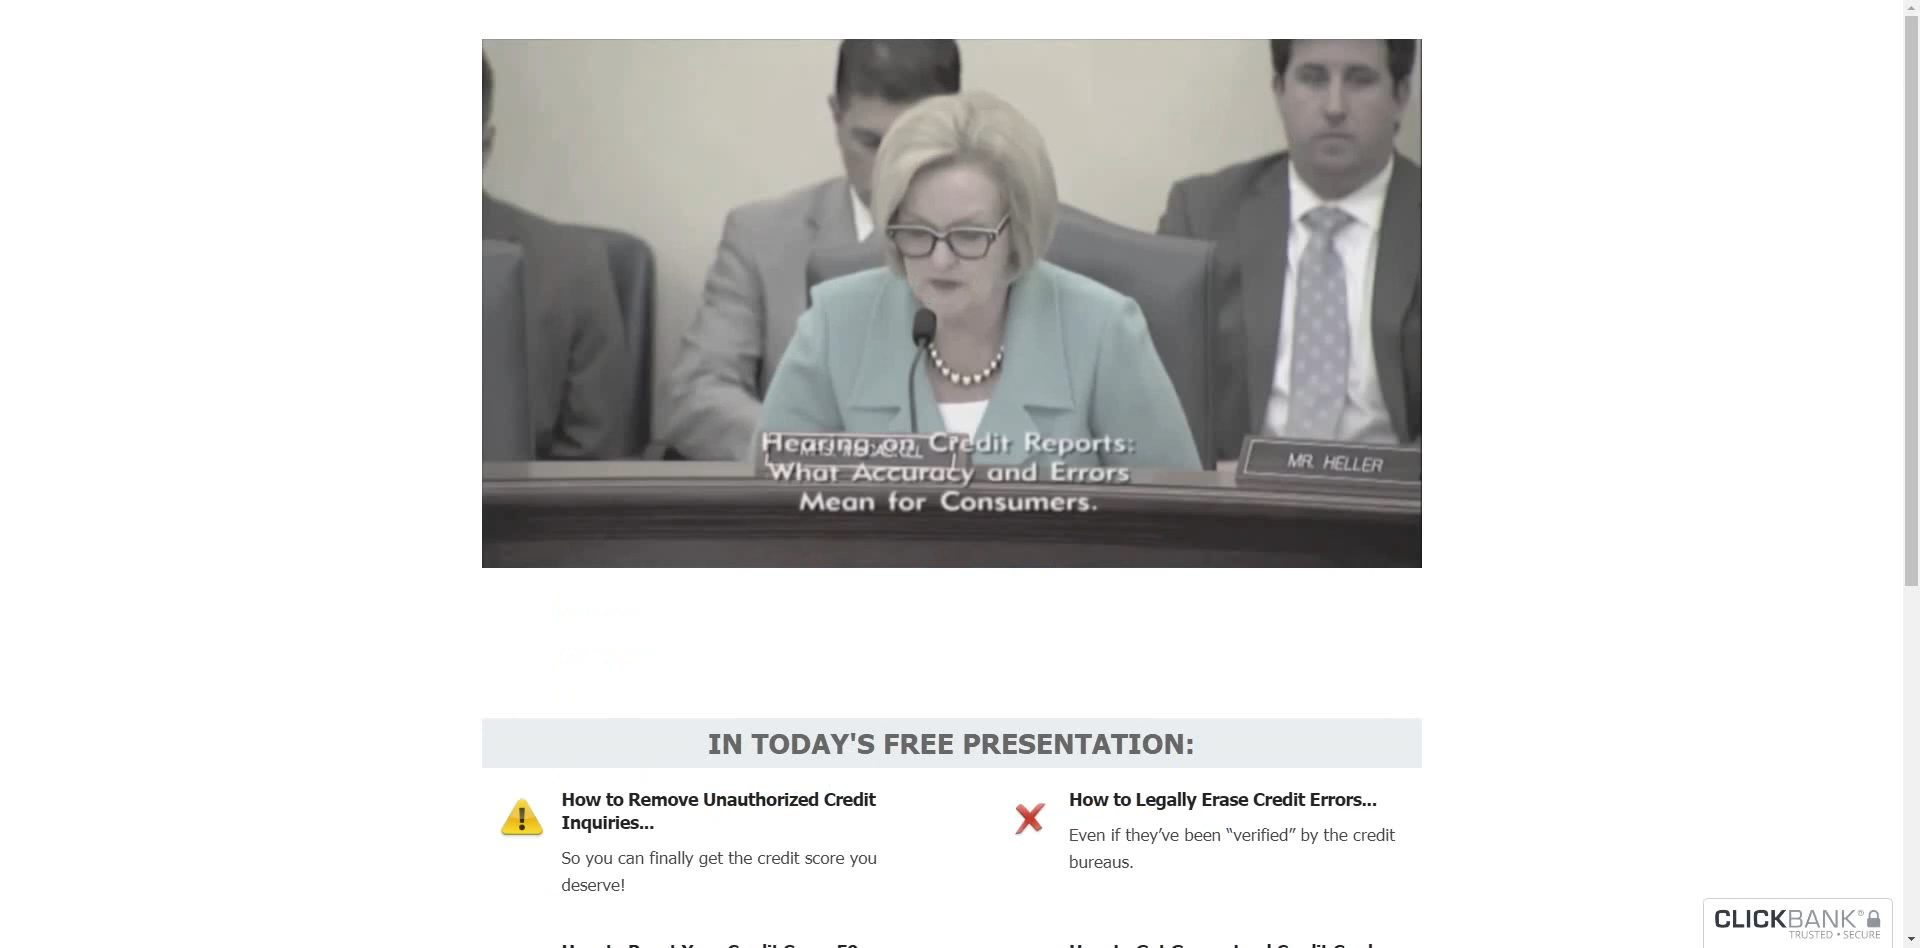 Hearing on Credit Reports:
What Accuracy and Errors
Mean for Consumers.
MR. HELLER
IN TODAY'S FREE PRESENTATION:
How to Remove Unauthorized Credit
Inquiries...
So you can finally get the credit score you
deserve!
How to Legally Erase Credit Errors...
Even if they’ve been “verified” by the credit
bureaus.
CLICKBANK®
TRUSTED • SECURE